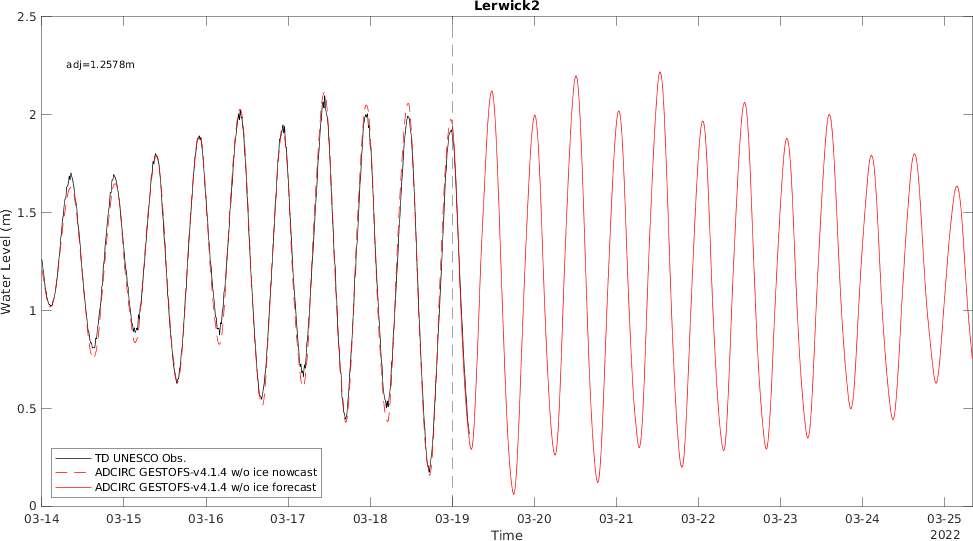 Lerwick2
2.5
adj=1.2578m
2
1.5
Water Level (m)
1
0.5
TD UNESCO Obs.
ADCIRC GESTOFS-v4.1.4 w/o ice nowcast
ADCIRC GESTOFS-v4.1.4 w/o ice forecast
0
03-14 03-15 03-16 03-17 03-18 03-19 03-20 03-21 03-22 03-23 03-24 03-25
Time 2022